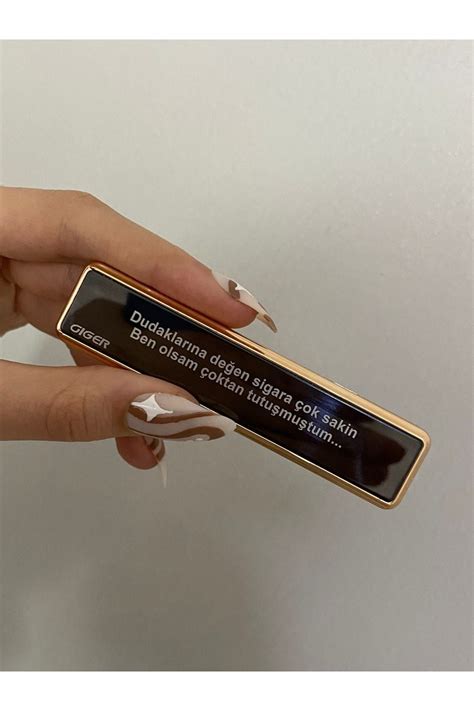 Dudaklarına değen sigara çok sakin
Ben olsam çoktan tutuşmuştum...
GIGER